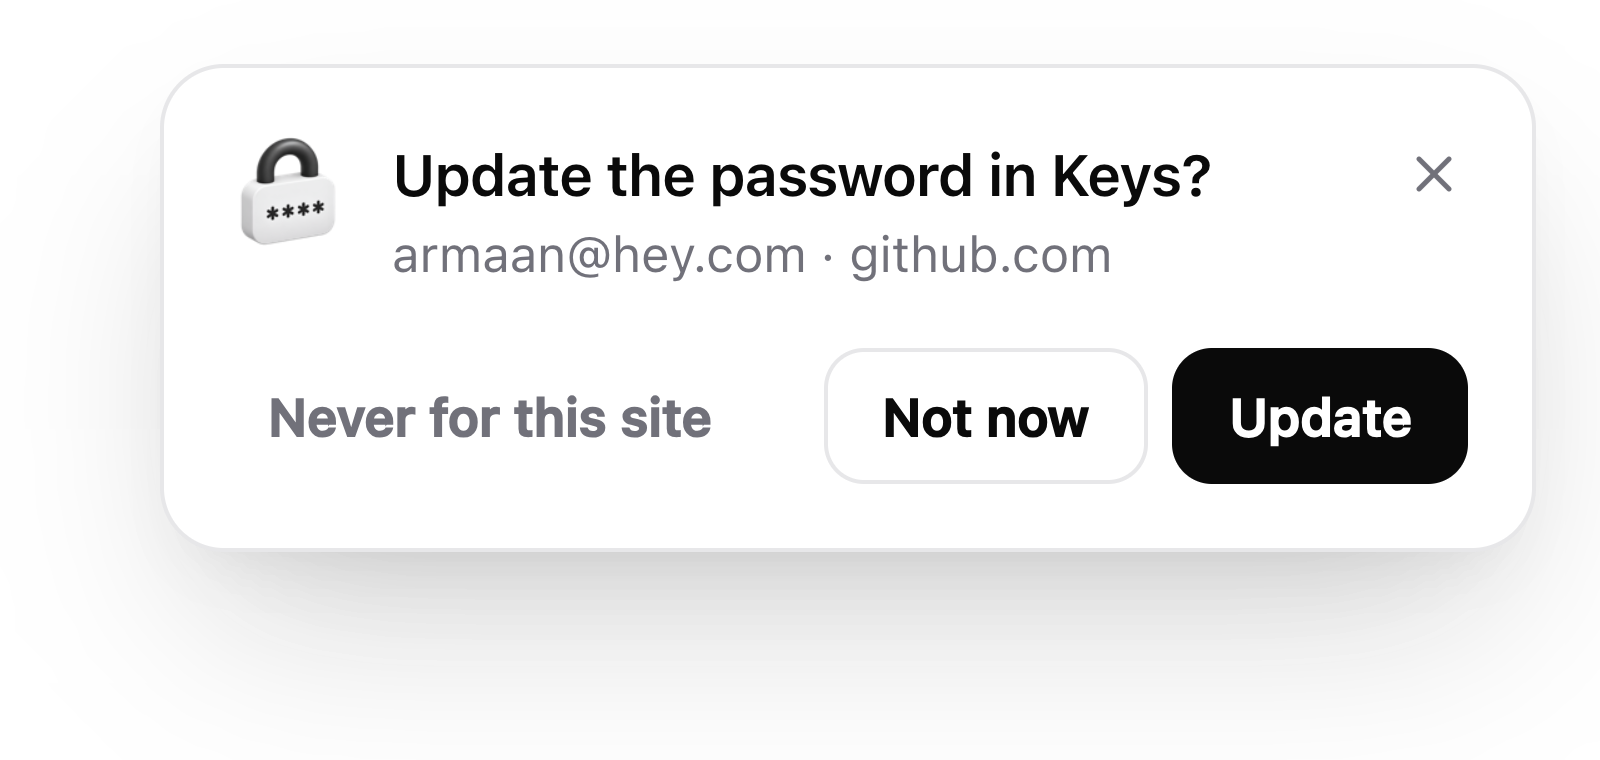 ****
Update the password in Keys?
armaan@hey.com · github.com
Never for this site
Not now
Update